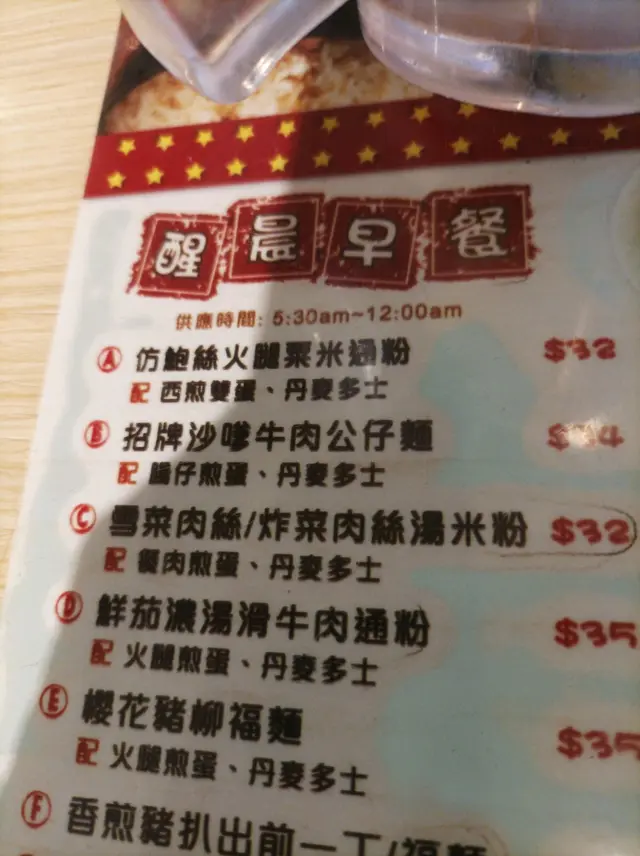 醒晨早餐
供應時間: 5:30am~12:00am
A 仿鮑絲火腿粟米通粉 $32
配 西煎雙蛋、丹麥多士
B 招牌沙嗲牛肉公仔麵 $34
配 腸仔煎蛋、丹麥多士
C 雪菜肉絲/炸菜肉絲湯米粉 $32
配 餐肉煎蛋、丹麥多士
D 鮮茄濃湯滑牛肉通粉 $35
配 火腿煎蛋、丹麥多士
E 櫻花豬柳福麵 $35
配 火腿煎蛋、丹麥多士
F 香煎豬扒出前一丁/福麵